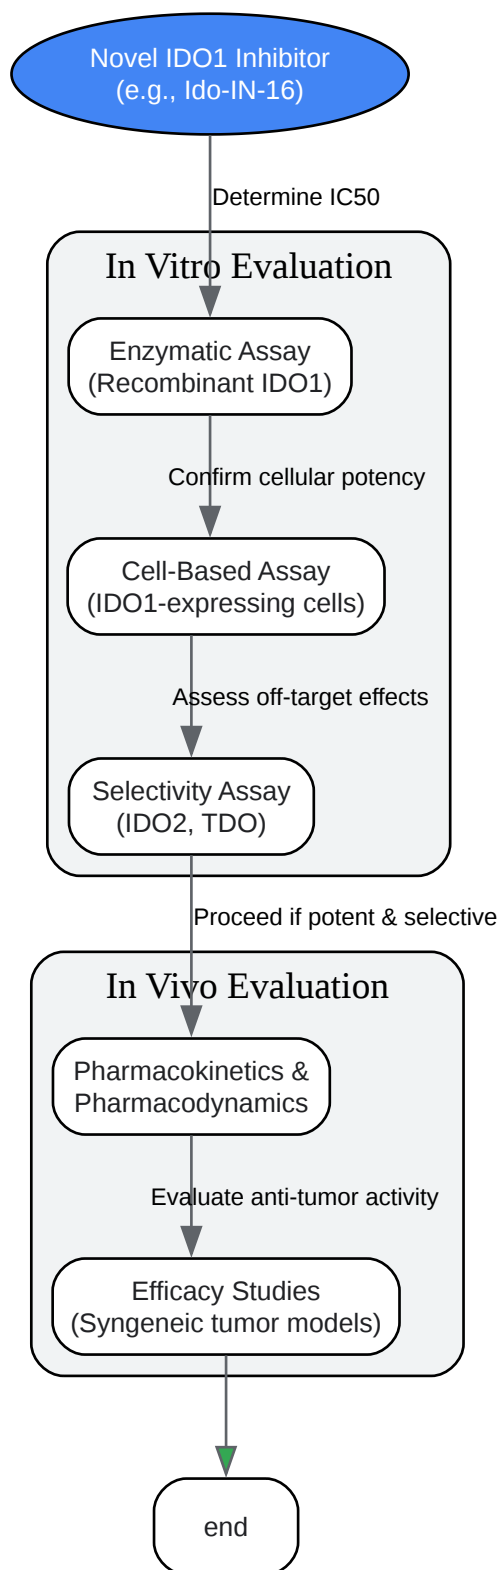 Novel IDO1 Inhibitor
(e.g., Ido-IN-16)
Determine IC50
In Vitro Evaluation
Enzymatic Assay
(Recombinant IDO1)
Confirm cellular potency
Cell-Based Assay
(IDO1-expressing cells)
Assess off-target effects
Selectivity Assay
(IDO2, TDO)
Proceed if potent & selective
In Vivo Evaluation
Pharmacokinetics &
Pharmacodynamics
Evaluate anti-tumor activity
Efficacy Studies
(Syngeneic tumor models)
end